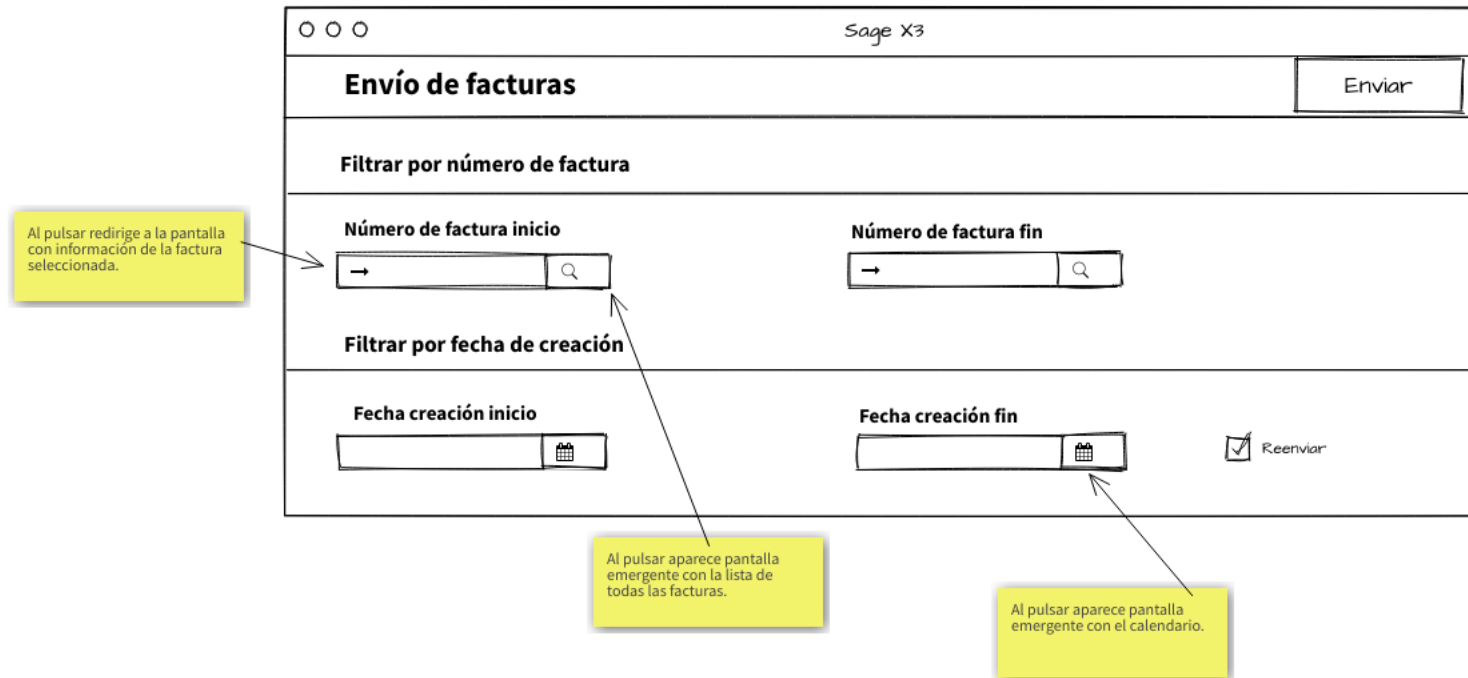 Sage X3
Envío de facturas
Enviar
Filtrar por número de factura
Al pulsar redirige a la pantalla
con información de la factura
seleccionada.
Número de factura inicio
Número de factura fin
Filtrar por fecha de creación
Fecha creación inicio
Fecha creación fin
Reenviar
Al pulsar aparece pantalla
emergente con la lista de
todas las facturas.
Al pulsar aparece pantalla
emergente con el calendario.